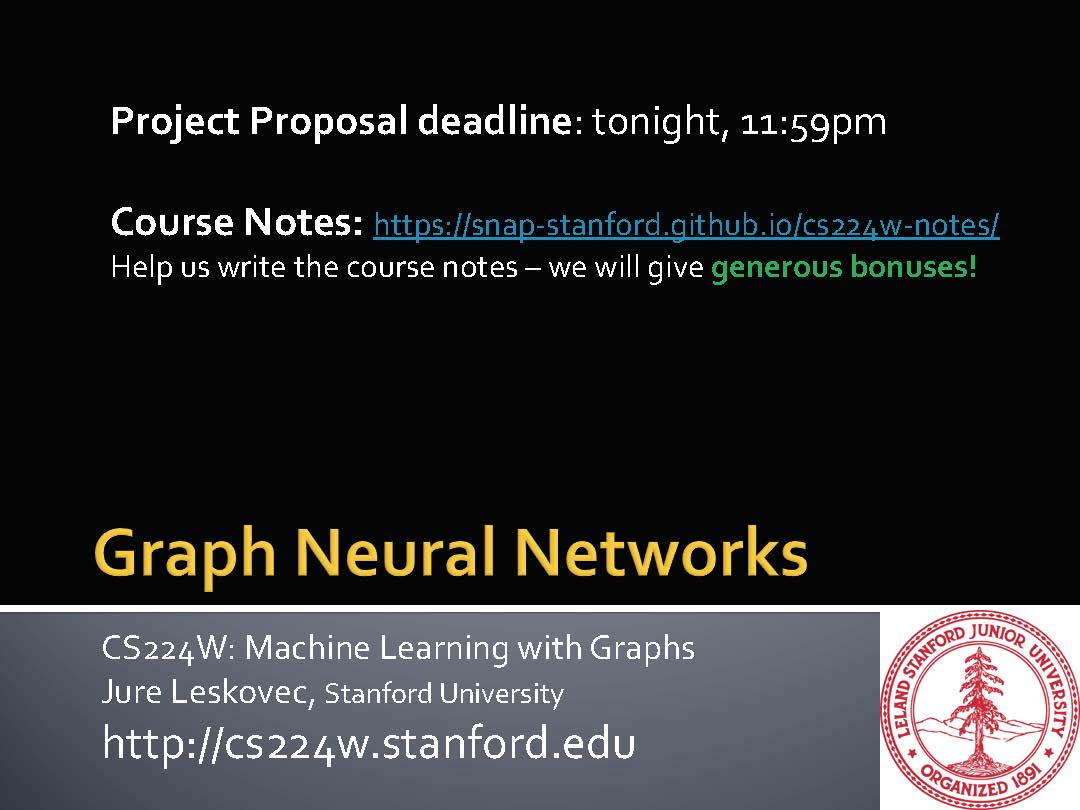 Project Proposal deadline: tonight, 11:59pm
Course Notes: https://snap-stanford.github.io/cs224w-notes/
Help us write the course notes – we will give generous bonuses!
Graph Neural Networks
CS224W: Machine Learning with Graphs
Jure Leskovec, Stanford University
http://cs224w.stanford.edu
LELAND STANFORD JUNIOR UNIVERSITY
ORGANIZED 1891